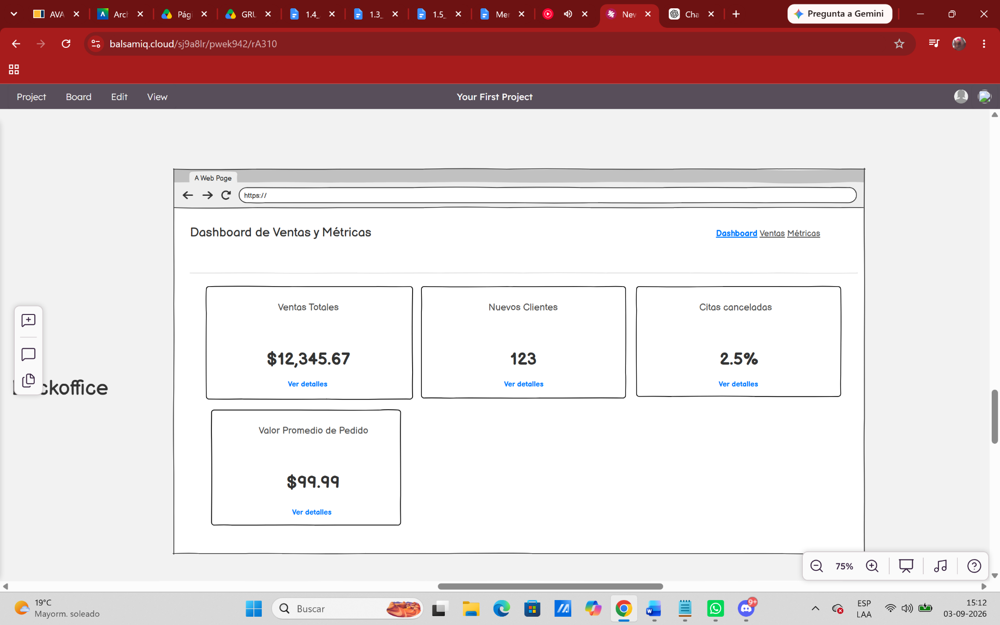 AVA
Arch
Pági
GRU
1.4_
1.3_
1.5_
Mer
New
Cha
Pregunta a Gemini
balsamiq.cloud/sj9a8lr/pwek942/rA310
Project
Board
Edit
View
Your First Project
A Web Page
https://
Dashboard de Ventas y Métricas
Dashboard Ventas Métricas
Ventas Totales
$12,345.67
Ver detalles
Nuevos Clientes
123
Ver detalles
Citas canceladas
2.5%
Ver detalles
Valor Promedio de Pedido
$99.99
Ver detalles
ckoffice
75%
19°C
Mayorm. soleado
Buscar
9+
ESP
LAA
15:12
03-09-2026